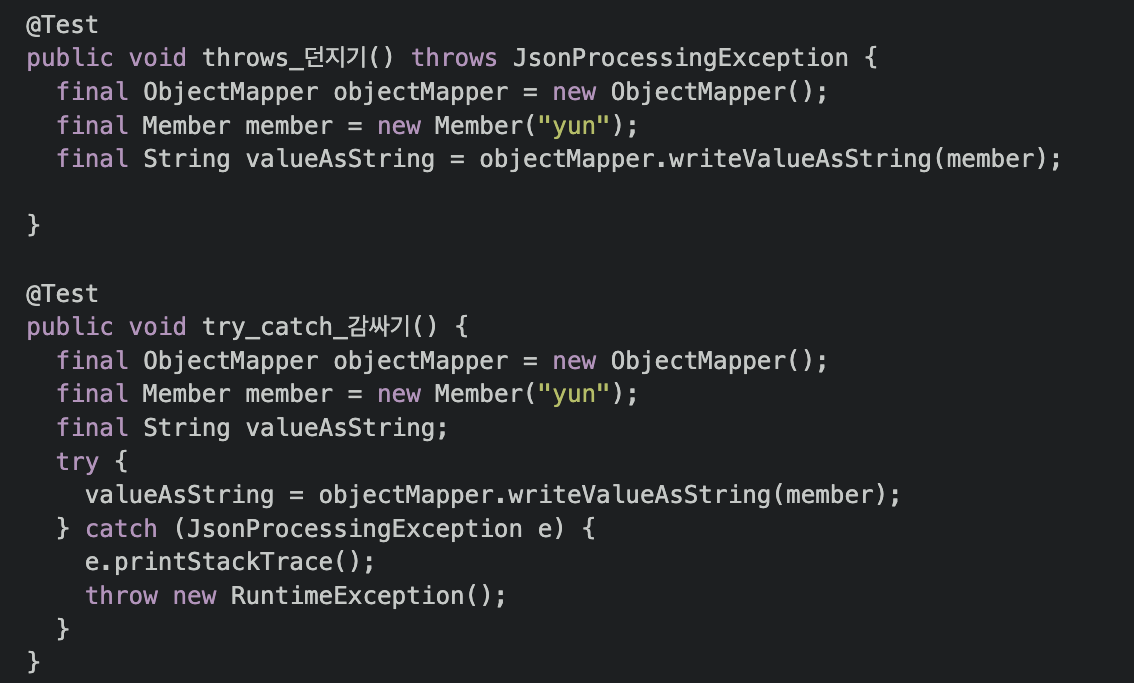 @Test
public void throws_던지기() throws JsonProcessingException {
final ObjectMapper objectMapper = new ObjectMapper();
final Member member = new Member("yun");
final String valueAsString = objectMapper.writeValueAsString(member);
}
@Test
public void try_catch_감싸기() {
final ObjectMapper objectMapper = new ObjectMapper();
final Member member = new Member("yun");
final String valueAsString;
try {
valueAsString = objectMapper.writeValueAsString(member);
} catch (JsonProcessingException e) {
e.printStackTrace();
throw new RuntimeException();
}
}